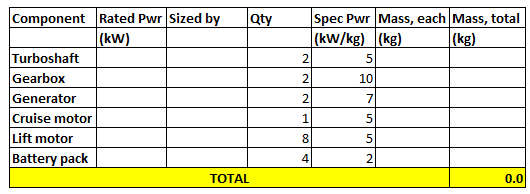 Component Rated Pwr Sized by Qty Spec Pwr Mass, each Mass, total
(kW) (kW/kg) (kg) (kg)
Turboshaft 2 5
Gearbox 2 10
Generator 2 7
Cruise motor 1 5
Lift motor 8 5
Battery pack 4 2
TOTAL 0.0